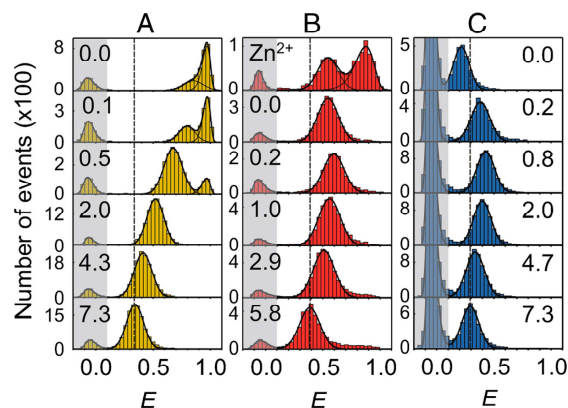 A B C
Number of events (x100)
8 0.0 0
3 0.1 0
2 0.5 0
12 2.0 0
18 4.3 0
15 7.3 0
0.0 0.5 1.0
E
1 Zn2+ 0
3 0.0 0
2 0.2 0
4 1.0 0
4 2.9 0
4 5.8 0
0.0 0.5 1.0
E
5 0.0 0
4 0.2 0
8 0.8 0
8 2.0 0
6 4.7 0
6 7.3 0
0.0 0.5 1.0
E